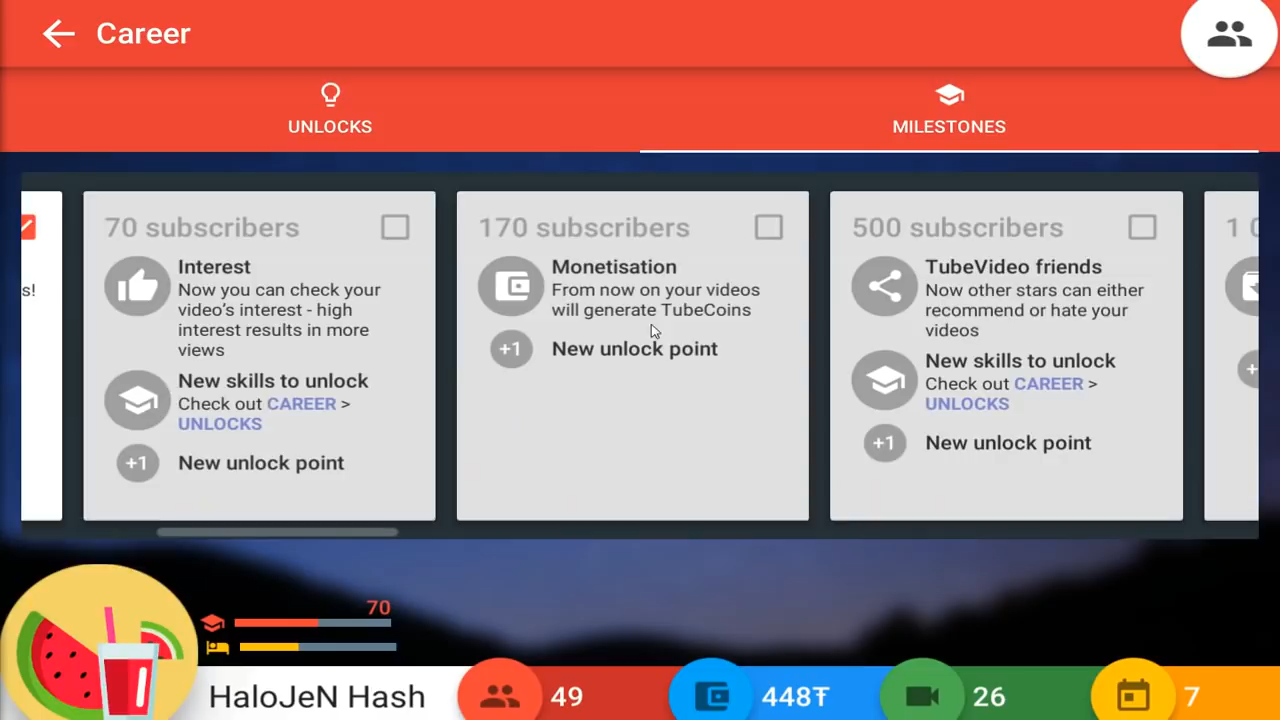 Career
UNLOCKS
MILESTONES
s!
70 subscribers
Interest
Now you can check your
video's interest - high
interest results in more
views
New skills to unlock
Check out CAREER >
UNLOCKS
+1 New unlock point
170 subscribers
Monetisation
From now on your videos
will generate TubeCoins
+1 New unlock point
500 subscribers
TubeVideo friends
Now other stars can either
recommend or hate your
videos
New skills to unlock
Check out CAREER >
UNLOCKS
+1 New unlock point
70
HaloJeN Hash
49
448Ŧ
26
7